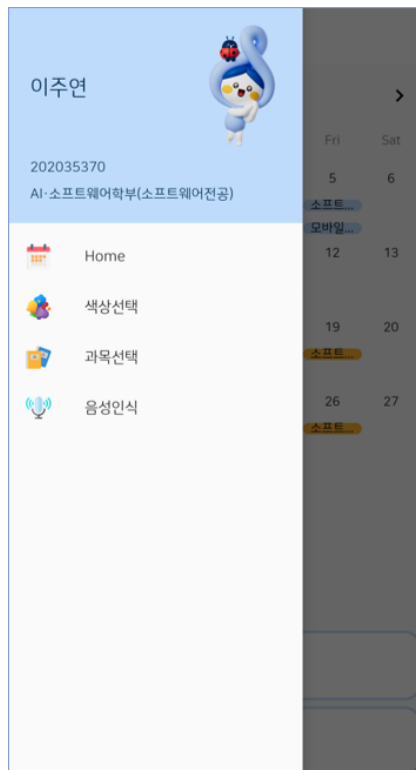 이주연
202035370
AI·소프트웨어학부(소프트웨어전공)
Home
색상선택
과목선택
음성인식
Fri Sat
5 6
소프트...
모바일...
12 13
19 20
소프트...
26 27
소프트...